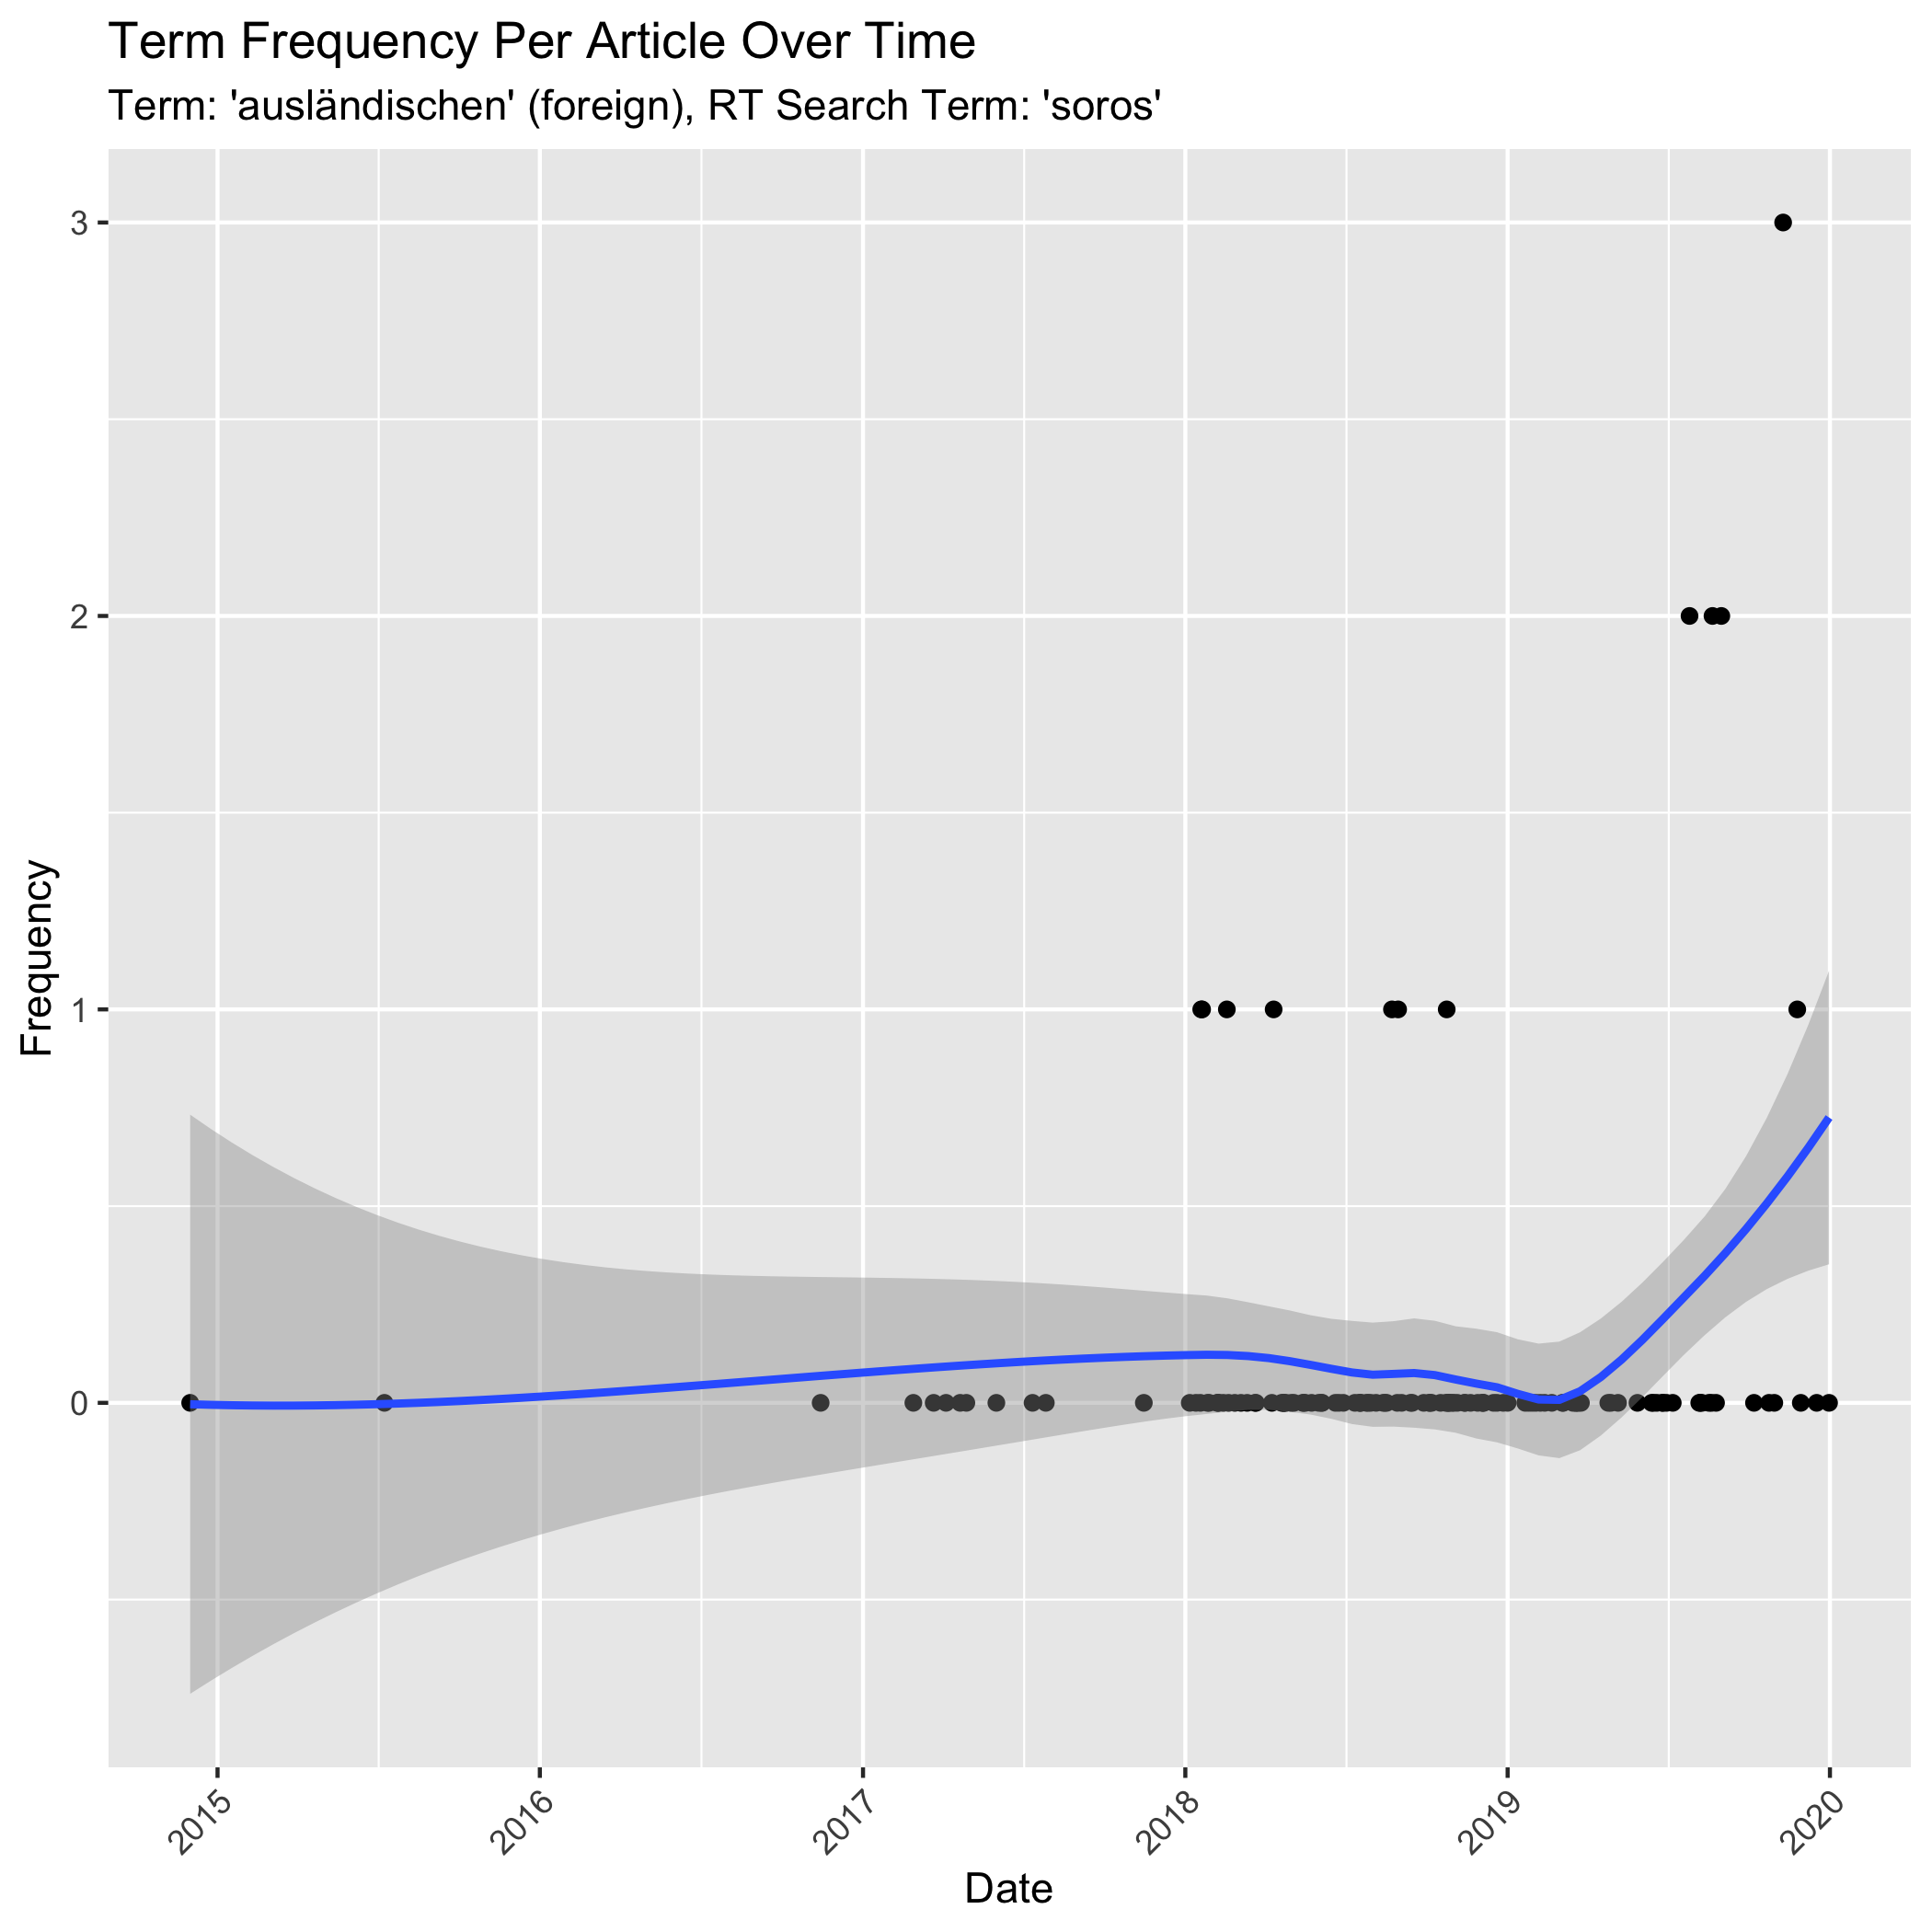 Term Frequency Per Article Over Time
Term: 'ausländischen' (foreign), RT Search Term: 'soros'
Frequency
3
2
1
0
2015
2016
2017
2018
2019
2020
Date